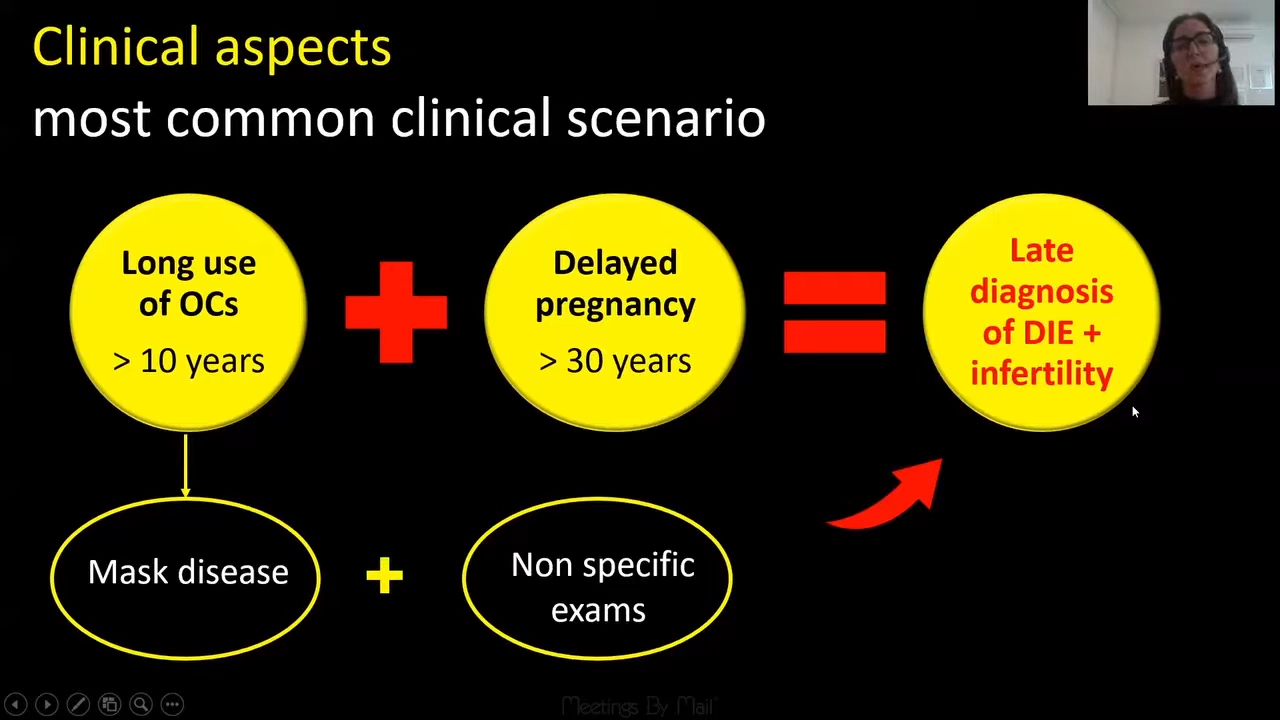 Clinical aspects
most common clinical scenario
Long use
of OCs
> 10 years
Delayed
pregnancy
> 30 years
Late
diagnosis
of DIE +
infertility
Mask disease
Non specific
exams
Meetings By Mail